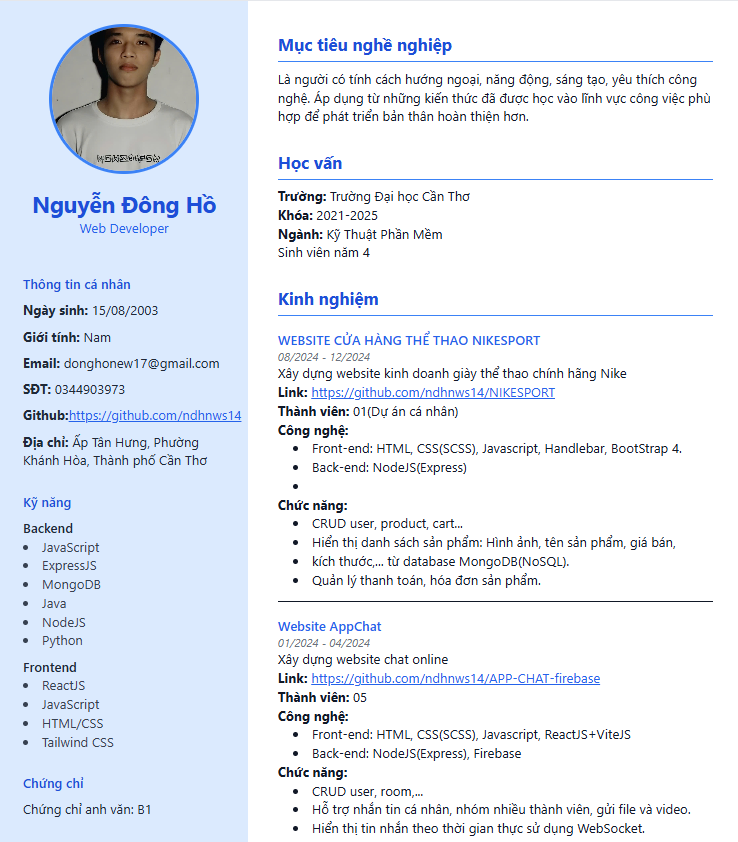 Nguyễn Đông Hồ
Web Developer
Thông tin cá nhân
Ngày sinh: 15/08/2003
Giới tính: Nam
Email: donghonew17@gmail.com
SĐT: 0344903973
Github:https://github.com/ndhnws14
Địa chỉ: Ấp Tân Hưng, Phường
Khánh Hòa, Thành phố Cần Thơ
Kỹ năng
Backend
JavaScript
ExpressJS
MongoDB
Java
NodeJS
Python
Frontend
ReactJS
JavaScript
HTML/CSS
Tailwind CSS
Chứng chỉ
Chứng chỉ anh văn: B1
Mục tiêu nghề nghiệp
Là người có tính cách hướng ngoại, năng động, sáng tạo, yêu thích công
nghệ. Áp dụng từ những kiến thức đã được học vào lĩnh vực công việc phù
hợp để phát triển bản thân hoàn thiện hơn.
Học vấn
Trường: Trường Đại học Cần Thơ
Khóa: 2021-2025
Ngành: Kỹ Thuật Phần Mềm
Sinh viên năm 4
Kinh nghiệm
WEBSITE CỬA HÀNG THỂ THAO NIKESPORT
08/2024 - 12/2024
Xây dựng website kinh doanh giày thể thao chính hãng Nike
Link: https://github.com/ndhnws14/NIKESPORT
Thành viên: 01(Dự án cá nhân)
Công nghệ:
Front-end: HTML, CSS(SCSS), Javascript, Handlebar, BootStrap 4.
Back-end: NodeJS(Express)
Chức năng:
CRUD user, product, cart...
Hiển thị danh sách sản phẩm: Hình ảnh, tên sản phẩm, giá bán,
kích thước,... từ database MongoDB(NoSQL).
Quản lý thanh toán, hóa đơn sản phẩm.
Website AppChat
01/2024 - 04/2024
Xây dựng website chat online
Link: https://github.com/ndhnws14/APP-CHAT-firebase
Thành viên: 05
Công nghệ:
Front-end: HTML, CSS(SCSS), Javascript, ReactJS+ViteJS
Back-end: NodeJS(Express), Firebase
Chức năng:
CRUD user, room,...
Hỗ trợ nhắn tin cá nhân, nhóm nhiều thành viên, gửi file và video.
Hiển thị tin nhắn theo thời gian thực sử dụng WebSocket.